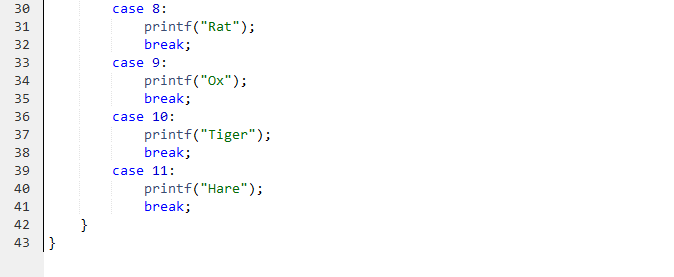 30 case 8:
31 printf("Rat");
32 break;
33 case 9:
34 printf("Ox");
35 break;
36 case 10:
37 printf("Tiger");
38 break;
39 case 11:
40 printf("Hare");
41 break;
42 }
43 }